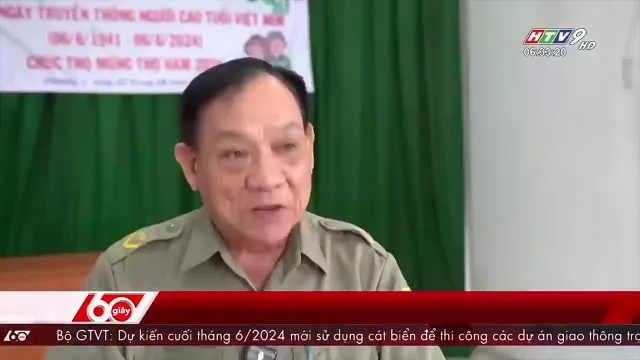 NGÀY TRUYỀN THỐNG NGƯỜI CAO TUỔI VIỆT NAM
(06/6/1941 - 06/6/2024)
CHÚC THỌ MỪNG THỌ NĂM
HTV9 HD
06:33:20
60 giây
60 giây Bộ GTVT: Dự kiến cuối tháng 6/2024 mới sử dụng cát biển để thi công các dự án giao thông trọ